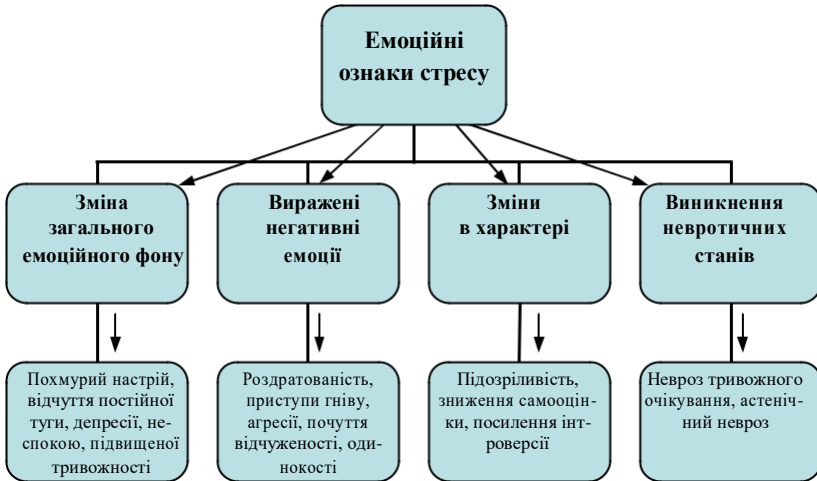 Емоційні
ознаки стресу
Зміна
загального
емоційного фону
Виражені
негативні
емоції
Зміни
в характері
Виникнення
невротичних
станів
Похмурий настрій,
відчуття постійної
туги, депресії, не-
спокою, підвищеної
тривожності
Роздратованість,
приступи гніву,
агресії, почуття
відчуженості, оди-
нокості
Підозріливість,
зниження самооцін-
ки, посилення інт-
роверсії
Невроз тривожного
очікування, астеніч-
ний невроз